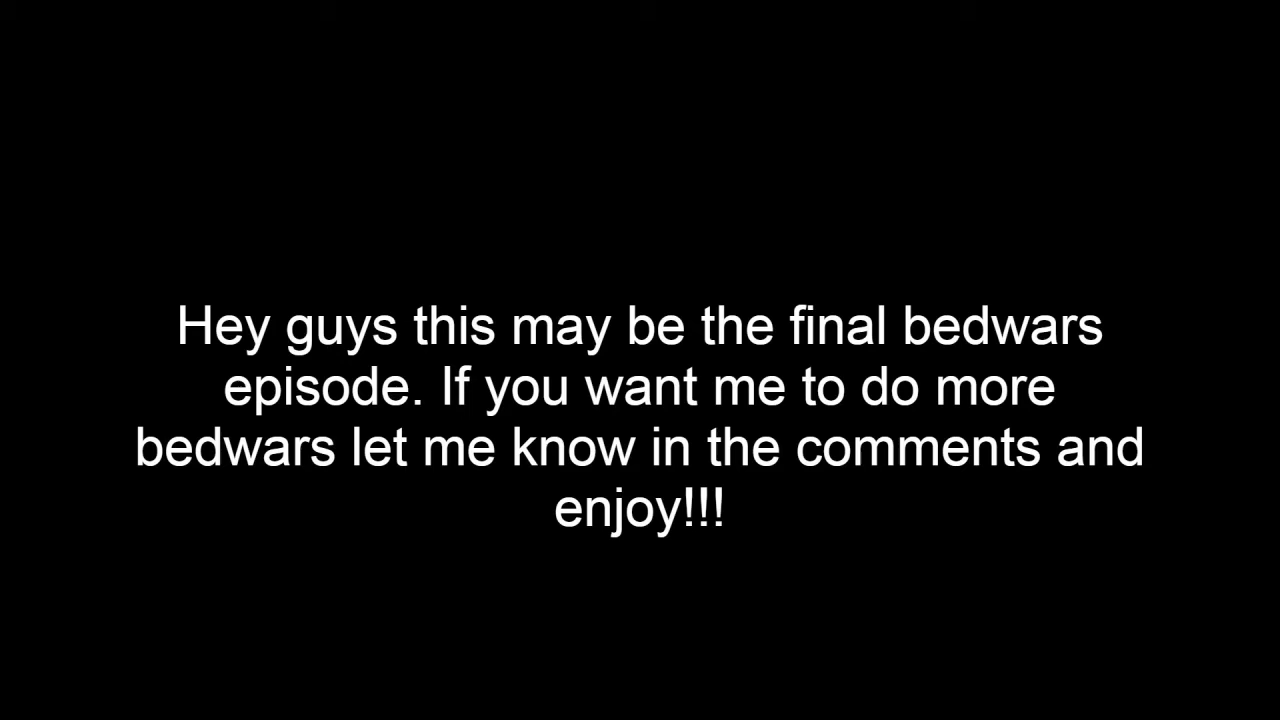 Hey guys this may be the final bedwars
episode. If you want me to do more
bedwars let me know in the comments and
enjoy!!!